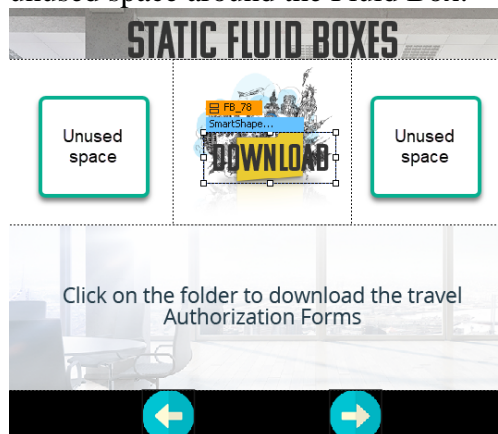 unused space around the Fluid Box.
STATIC FLUID BOXES
FB_78
SmartShape...
Unused
space
DOWNLOAD
Unused
space
Click on the folder to download the travel
Authorization Forms